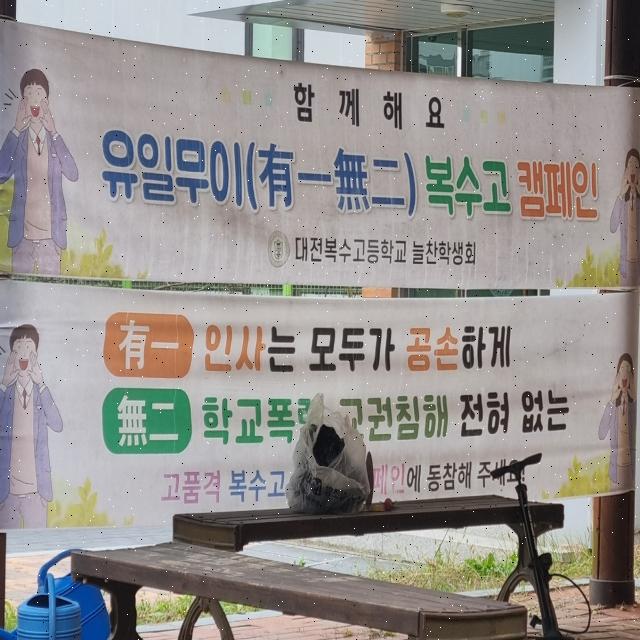 함께해요
유일무이(有一無二) 복수고 캠페인
대전복수고등학교 늘찬학생회
有一 인사는 모두가 공손하게
無二 학교폭력 교권침해 전혀 없는
고품격 복수고 페인에 동참해 주세요!